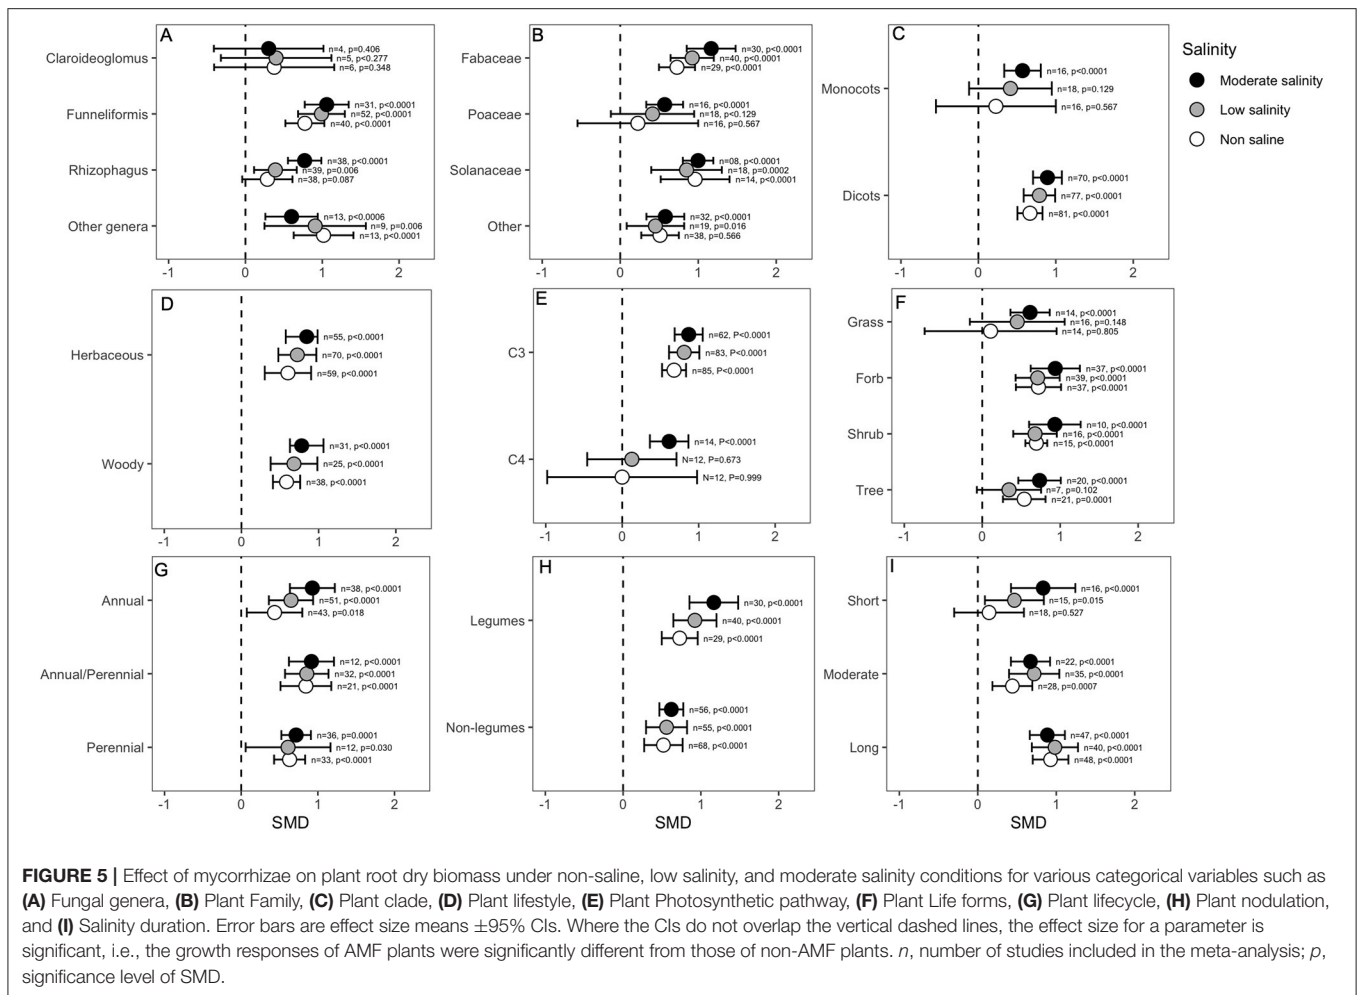 A
Claroideoglomus
n=4, p=0.406
n=5, p<0.277
n=6, p=0.348
Funneliformis
n=31, p<0.0001
n=52, p<0.0001
n=40, p<0.0001
Rhizophagus
n=38, p<0.0001
n=39, p=0.006
n=38, p=0.087
Other genera
n=13, p<0.0006
n=9, p=0.006
n=13, p<0.0001
-1 0 1 2
B
Fabaceae
n=30, p<0.0001
n=40, p<0.0001
n=29, p<0.0001
Poaceae
n=16, p<0.0001
n=18, p<0.129
n=16, p=0.567
Solanaceae
n=08, p<0.0001
n=18, p=0.0002
n=14, p<0.0001
Other
n=32, p<0.0001
n=19, p=0.016
n=38, p=0.566
-1 0 1 2
C
Monocots
n=16, p<0.0001
n=18, p=0.129
n=16, p=0.567
Dicots
n=70, p<0.0001
n=77, p<0.0001
n=81, p<0.0001
-1 0 1 2
Salinity
Moderate salinity
Low salinity
Non saline
D
Herbaceous
n=55, p<0.0001
n=70, p<0.0001
n=59, p<0.0001
Woody
n=31, p<0.0001
n=25, p<0.0001
n=38, p<0.0001
-1 0 1 2
E
C3
n=62, P<0.0001
n=83, P<0.0001
n=85, P<0.0001
C4
n=14, P<0.0001
N=12, P=0.673
N=12, P=0.999
-1 0 1 2
F
Grass
n=14, p<0.0001
n=16, p=0.148
n=14, p=0.805
Forb
n=37, p<0.0001
n=39, p<0.0001
n=37, p<0.0001
Shrub
n=10, p<0.0001
n=16, p<0.0001
n=15, p<0.0001
Tree
n=20, p<0.0001
n=7, p=0.102
n=21, p=0.0001
-1 0 1 2
G
Annual
n=38, p<0.0001
n=51, p<0.0001
n=43, p=0.018
Annual/Perennial
n=12, p<0.0001
n=32, p<0.0001
n=21, p<0.0001
Perennial
n=36, p=0.0001
n=12, p=0.030
n=33, p<0.0001
-1 0 1 2
SMD
H
Legumes
n=30, p<0.0001
n=40, p<0.0001
n=29, p<0.0001
Non-legumes
n=56, p<0.0001
n=55, p<0.0001
n=68, p<0.0001
-1 0 1 2
SMD
I
Short
n=16, p<0.0001
n=15, p=0.015
n=18, p=0.527
Moderate
n=22, p<0.0001
n=35, p<0.0001
n=28, p=0.0007
Long
n=47, p<0.0001
n=40, p<0.0001
n=48, p<0.0001
-1 0 1 2
SMD
FIGURE 5 | Effect of mycorrhizae on plant root dry biomass under non-saline, low salinity, and moderate salinity conditions for various categorical variables such as
(A) Fungal genera, (B) Plant Family, (C) Plant clade, (D) Plant lifestyle, (E) Plant Photosynthetic pathway, (F) Plant Life forms, (G) Plant lifecycle, (H) Plant nodulation,
and (I) Salinity duration. Error bars are effect size means ±95% CIs. Where the CIs do not overlap the vertical dashed lines, the effect size for a parameter is
significant, i.e., the growth responses of AMF plants were significantly different from those of non-AMF plants. n, number of studies included in the meta-analysis; p,
significance level of SMD.